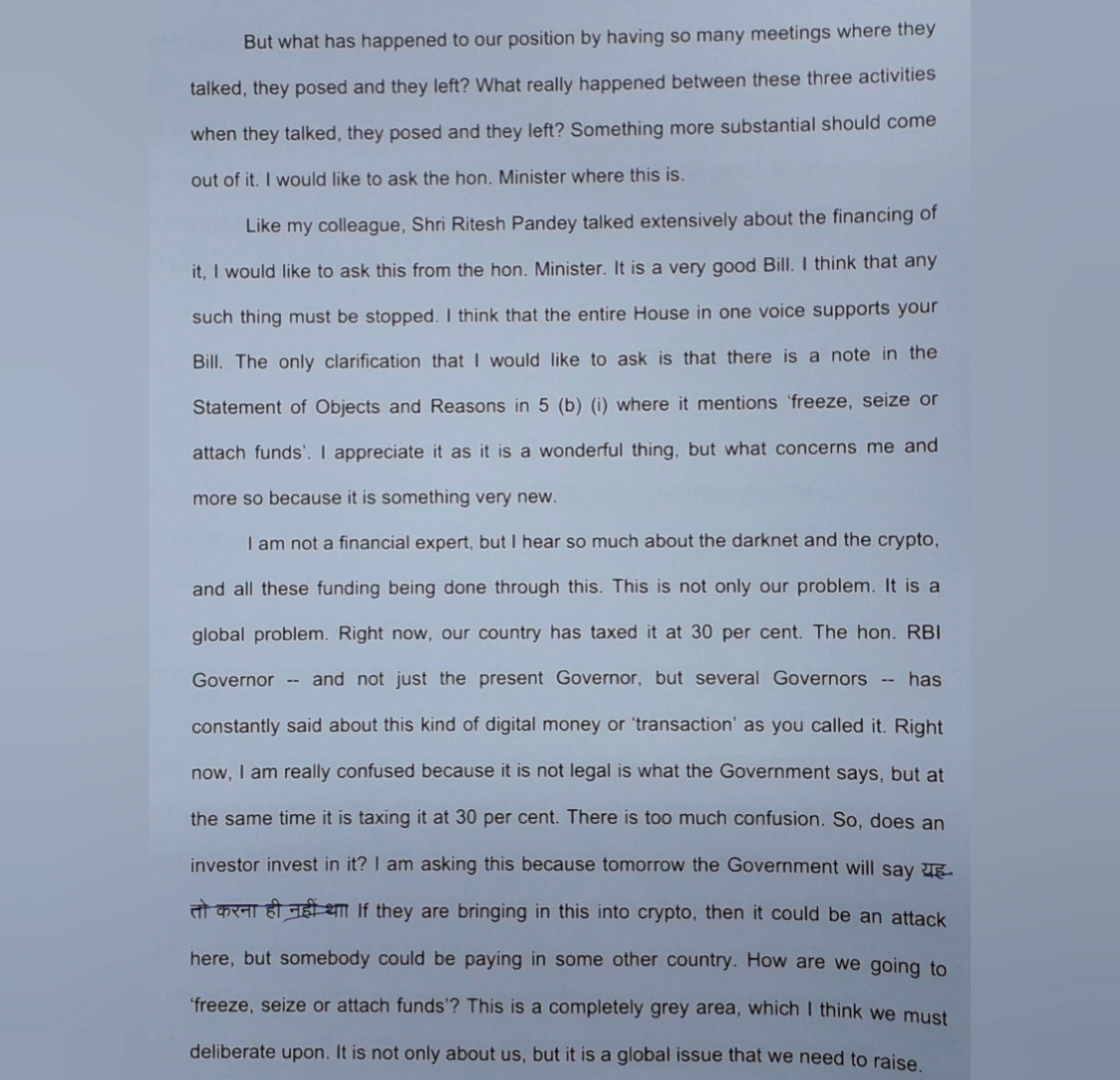 But what has happened to our position by having so many meetings where they
talked, they posed and they left? What really happened between these three activities
when they talked, they posed and they left? Something more substantial should come
out of it. I would like to ask the hon. Minister where this is.
Like my colleague, Shri Ritesh Pandey talked extensively about the financing of
it, I would like to ask this from the hon. Minister. It is a very good Bill. I think that any
such thing must be stopped. I think that the entire House in one voice supports your
Bill. The only clarification that I would like to ask is that there is a note in the
Statement of Objects and Reasons in 5 (b) (i) where it mentions ‘freeze, seize or
attach funds’. I appreciate it as it is a wonderful thing, but what concerns me and
more so because it is something very new.
I am not a financial expert, but I hear so much about the darknet and the crypto,
and all these funding being done through this. This is not only our problem. It is a
global problem. Right now, our country has taxed it at 30 per cent. The hon. RBI
Governor -- and not just the present Governor, but several Governors -- has
constantly said about this kind of digital money or ‘transaction’ as you called it. Right
now, I am really confused because it is not legal is what the Government says, but at
the same time it is taxing it at 30 per cent. There is too much confusion. So, does an
investor invest in it? I am asking this because tomorrow the Government will say यह
तो करना ही नहीं था। If they are bringing in this into crypto, then it could be an attack
here, but somebody could be paying in some other country. How are we going to
‘freeze, seize or attach funds’? This is a completely grey area, which I think we must
deliberate upon. It is not only about us, but it is a global issue that we need to raise.